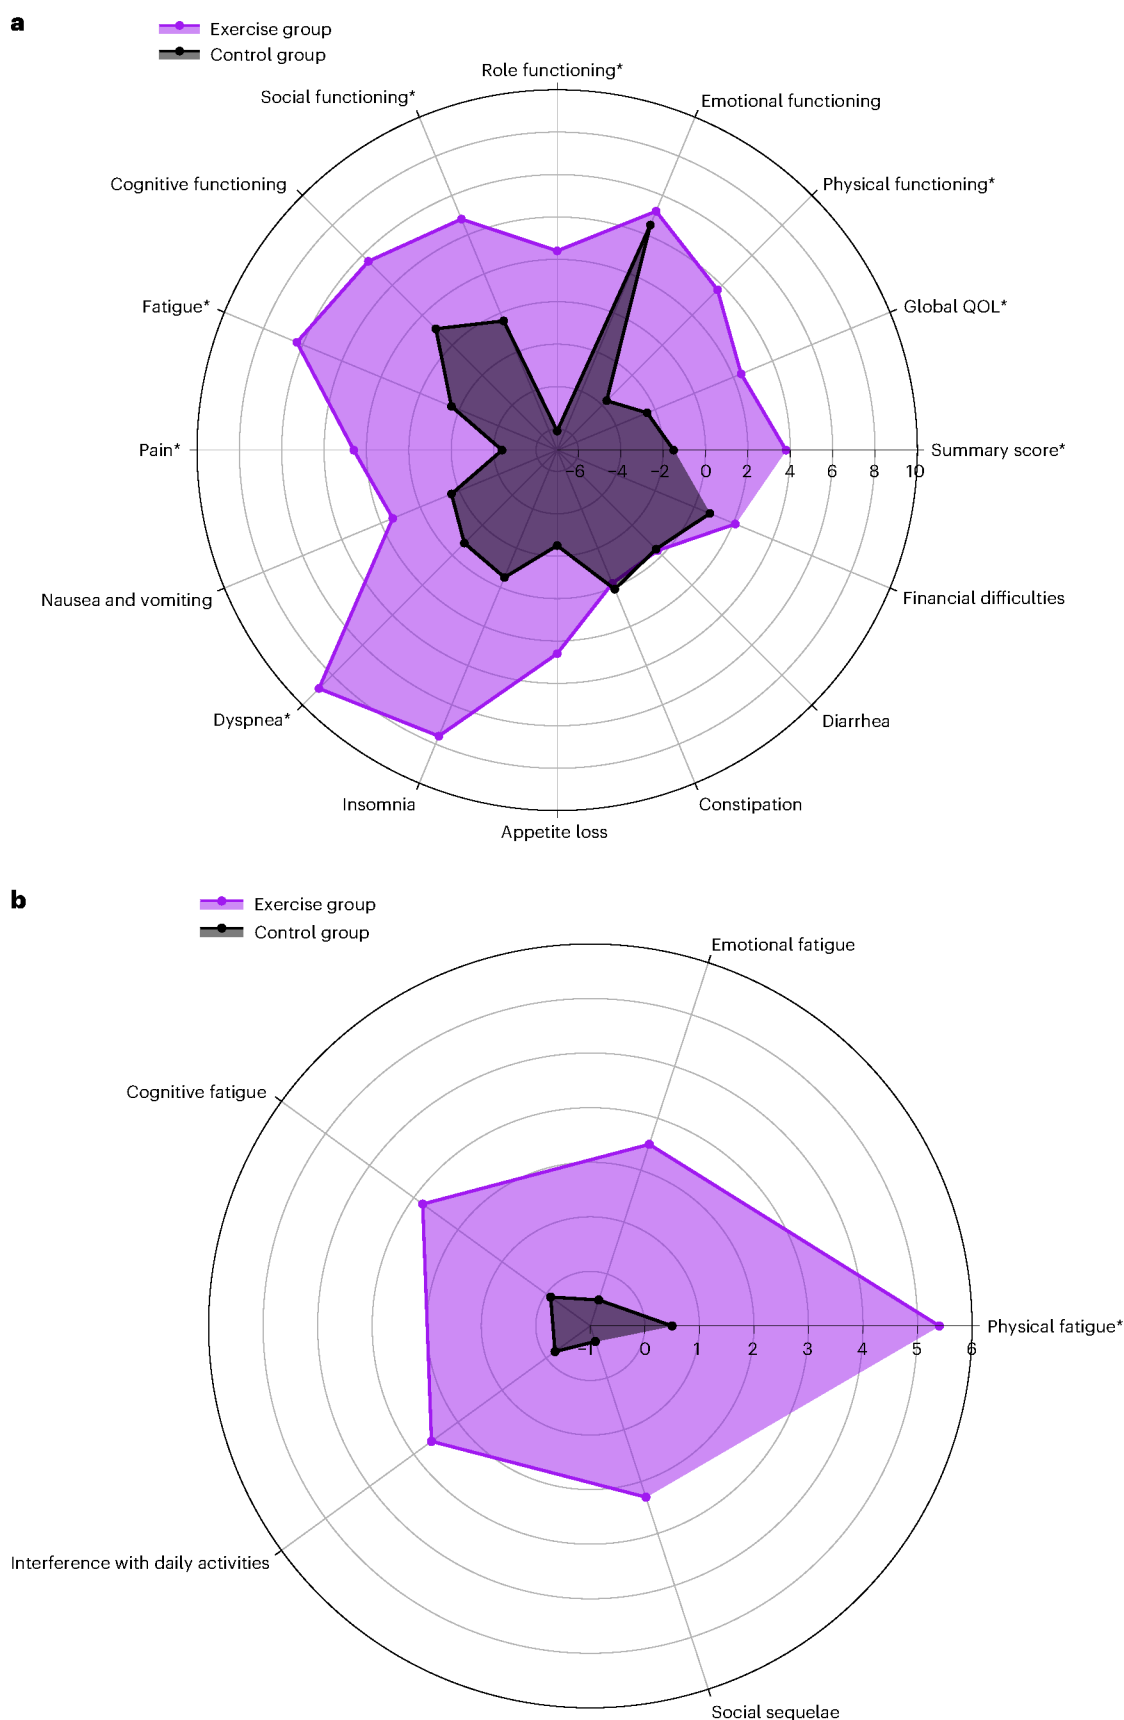 a
Exercise group
Control group
Role functioning*
Social functioning*
Emotional functioning
Cognitive functioning
Physical functioning*
Fatigue*
Global QOL*
Pain*
Summary score*
−6 −4 −2 0 2 4 6 8 10
Nausea and vomiting
Financial difficulties
Dyspnea*
Diarrhea
Insomnia
Constipation
Appetite loss
b
Exercise group
Control group
Emotional fatigue
Cognitive fatigue
Physical fatigue*
−1 0 1 2 3 4 5 6
Interference with daily activities
Social sequelae